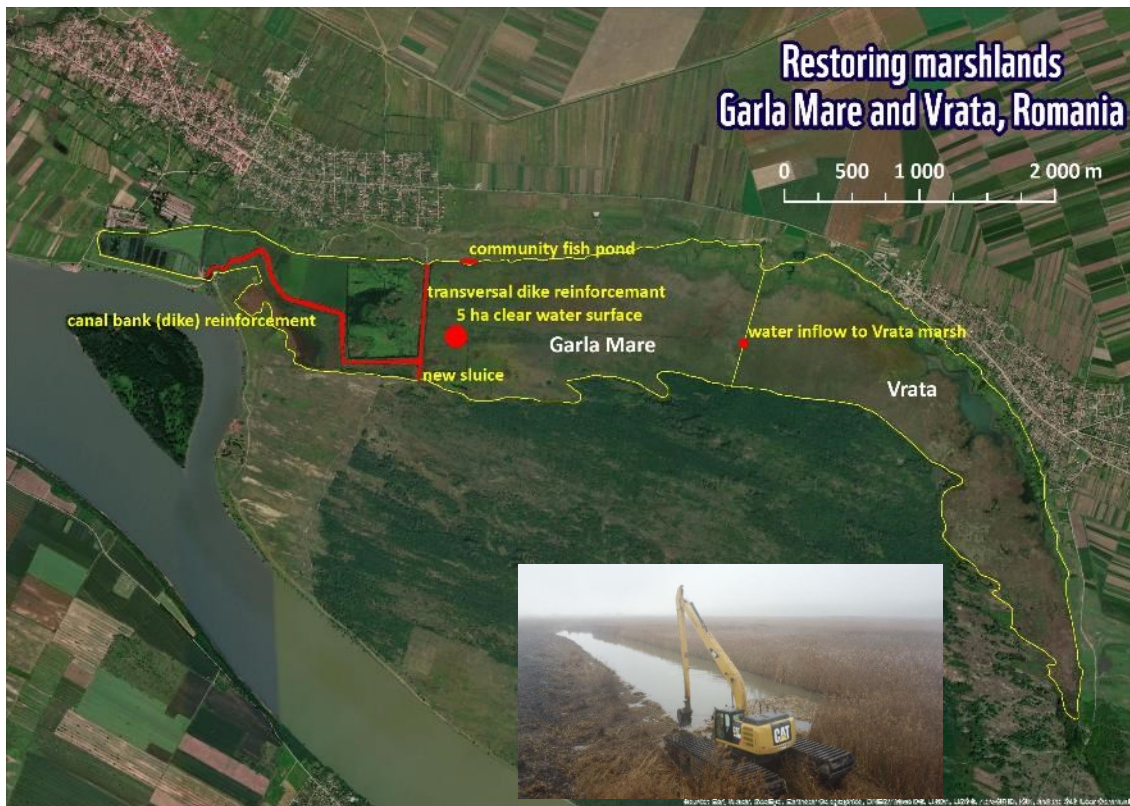 Restoring marshlands
Garla Mare and Vrata, Romania
0 500 1 000 2 000 m
community fish pond
transversal dike reinforcemant
5 ha clear water surface
canal bank (dike) reinforcement
Garla Mare
water inflow to Vrata marsh
new sluice
Vrata
CAT